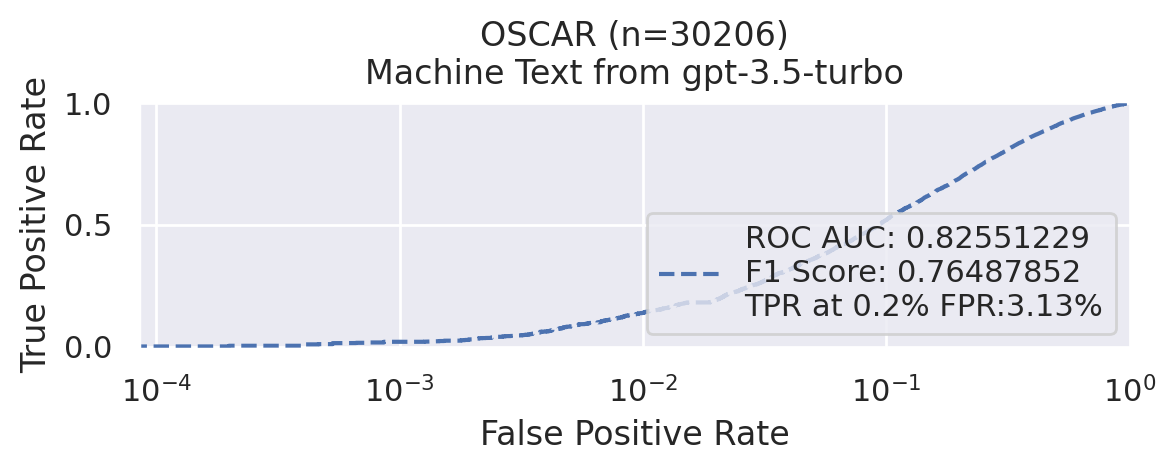 OSCAR (n=30206)
Machine Text from gpt-3.5-turbo
True Positive Rate
1.0
0.5
0.0
ROC AUC: 0.82551229
F1 Score: 0.76487852
TPR at 0.2% FPR:3.13%
10⁻⁴ 10⁻³ 10⁻² 10⁻¹ 10⁰
False Positive Rate